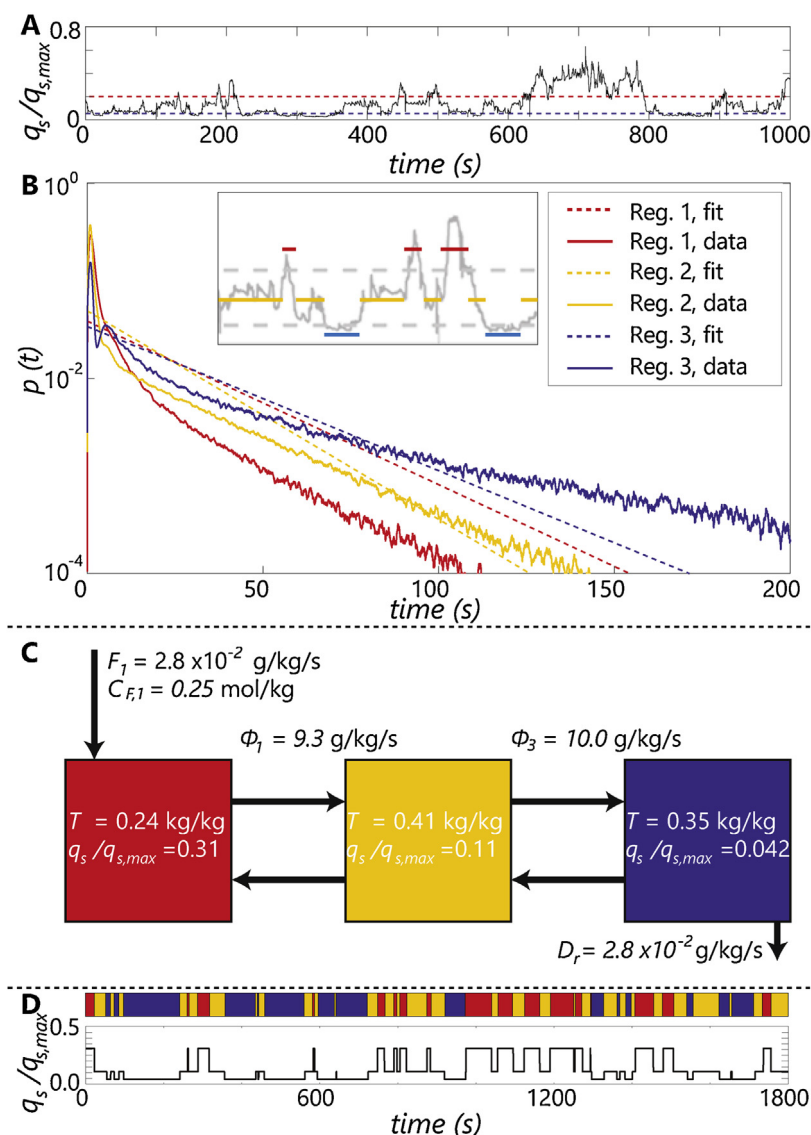 A
0.8
q_s/q_s,max
0
0 200 400 600 800 1000
time (s)
B
10^0
10^-2
10^-4
p (t)
Reg. 1, fit
Reg. 1, data
Reg. 2, fit
Reg. 2, data
Reg. 3, fit
Reg. 3, data
0 50 100 150 200
time (s)
C
F_1 = 2.8 x10^-2 g/kg/s
C_F,1 = 0.25 mol/kg
Φ_1 = 9.3 g/kg/s
Φ_3 = 10.0 g/kg/s
T = 0.24 kg/kg
q_s /q_s,max =0.31
T = 0.41 kg/kg
q_s /q_s,max =0.11
T = 0.35 kg/kg
q_s /q_s,max =0.042
D_r = 2.8 x10^-2 g/kg/s
D
0.5
q_s/q_s,max
0.0
0 600 1200 1800
time (s)